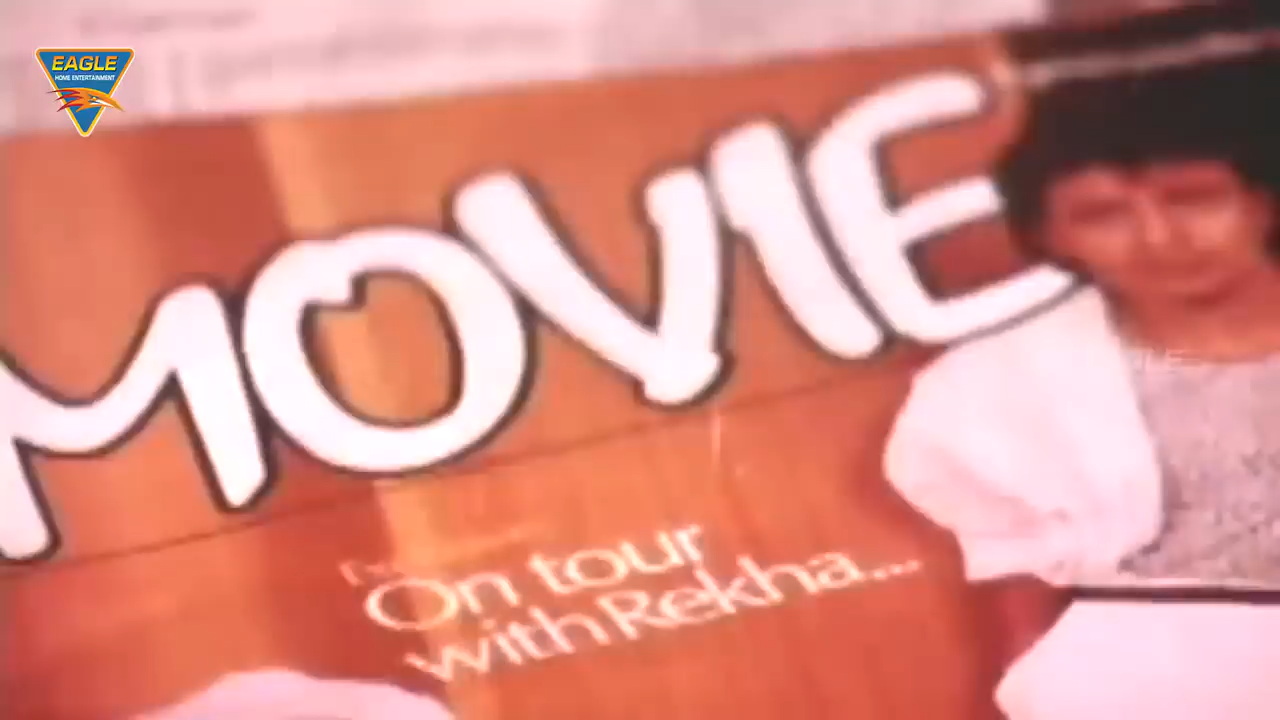 EAGLE
HOME ENTERTAINMENT
MOVIE
On tour
with Rekha...